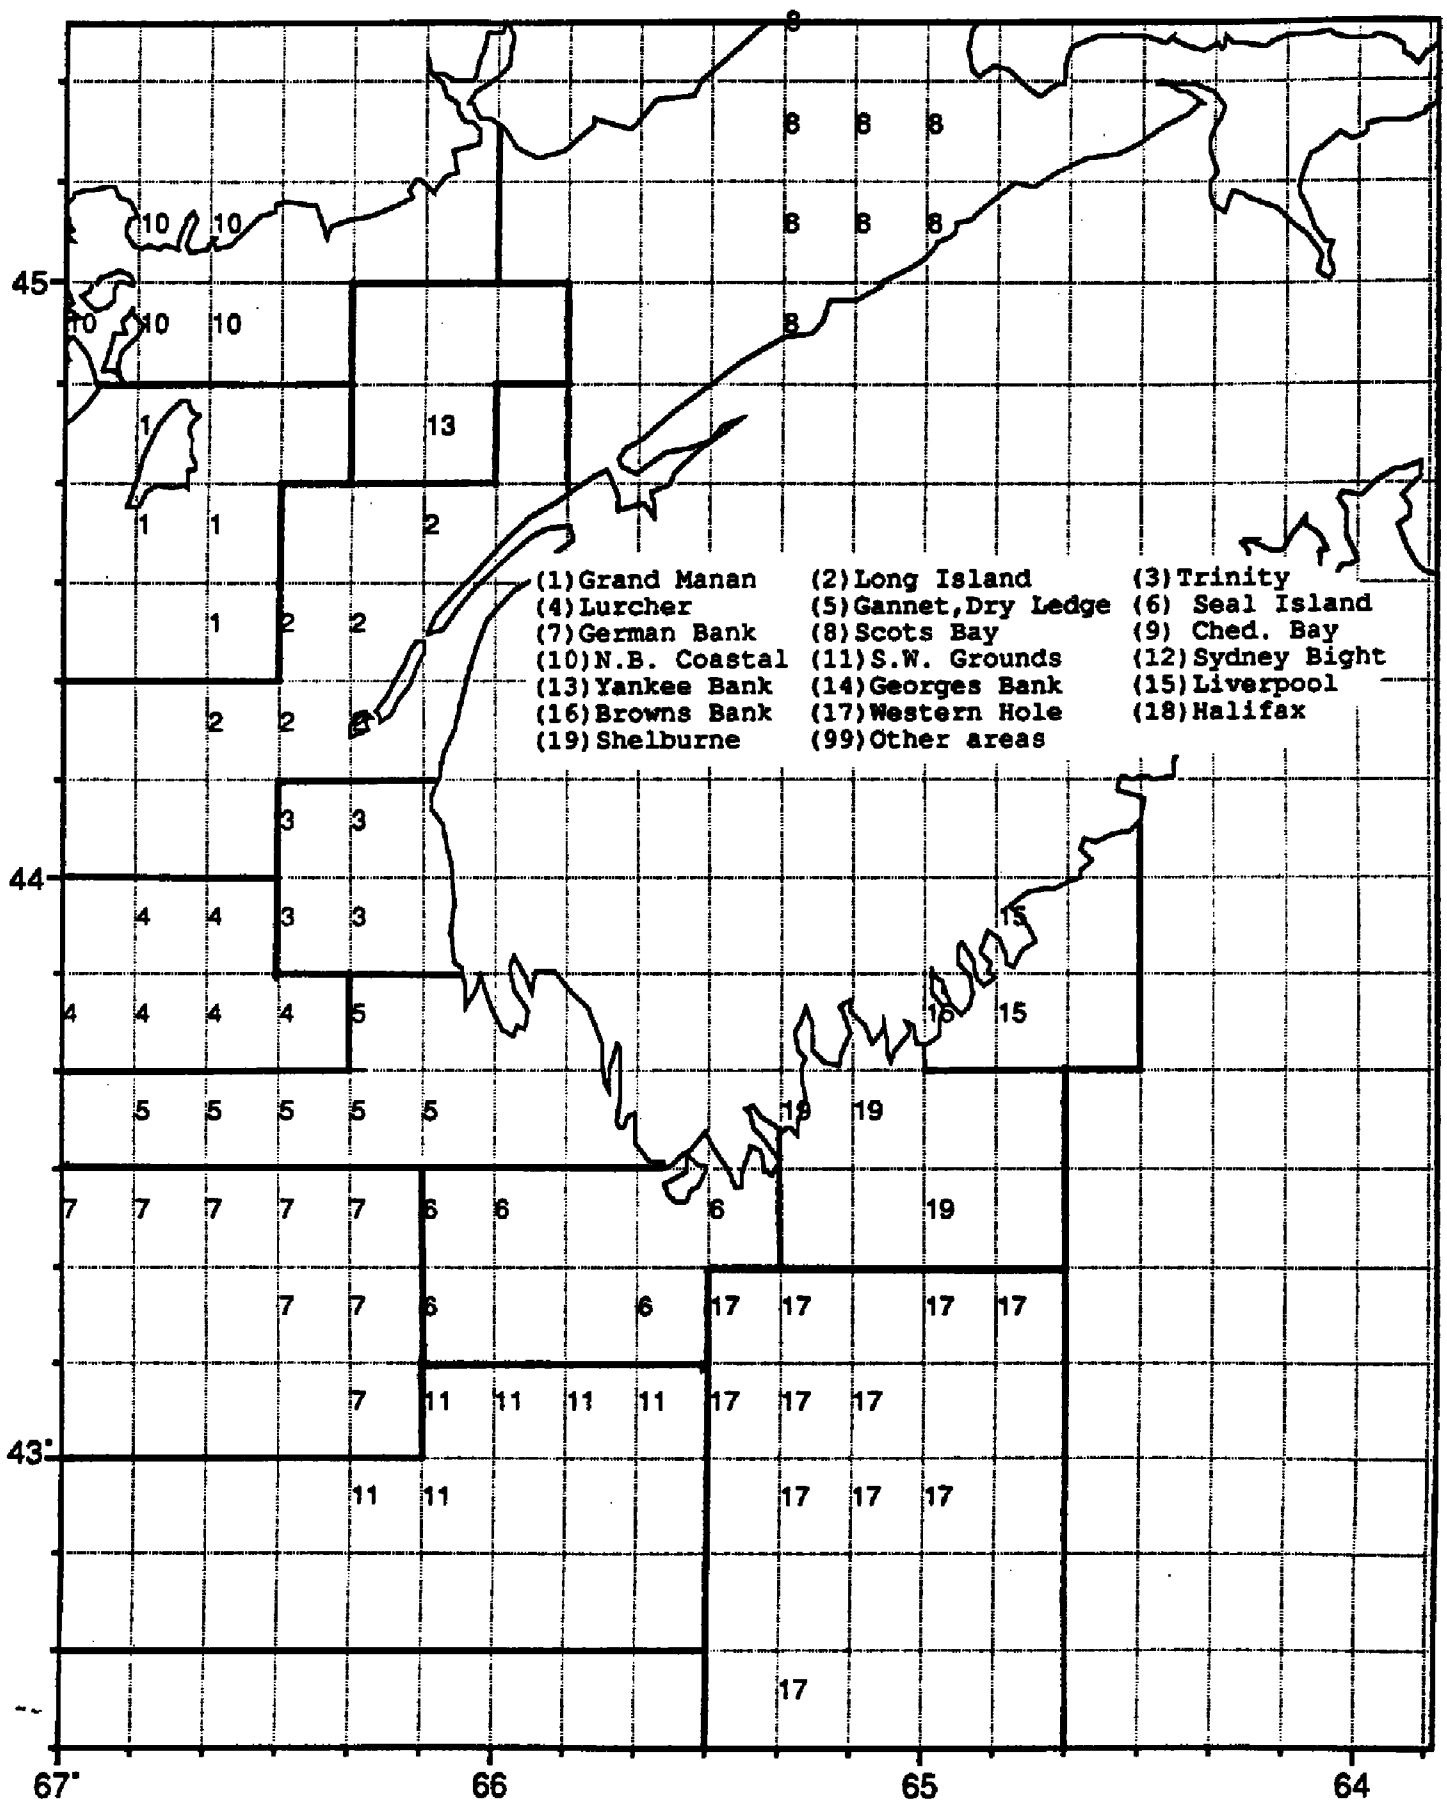 8
8 8 8
10 10 8 8 8
45
10 10 10 8
1 13
1 1 2
(1)Grand Manan (2)Long Island (3)Trinity
(4)Lurcher (5)Gannet,Dry Ledge (6) Seal Island
1 2 2 (7)German Bank (8)Scots Bay (9) Ched. Bay
(10)N.B. Coastal (11)S.W. Grounds (12)Sydney Bight
(13)Yankee Bank (14)Georges Bank (15)Liverpool
2 2 (16)Browns Bank (17)Western Hole (18)Halifax
(19)Shelburne (99)Other areas
3 3
44
4 4 3 3 15
4 4 4 4 5 15
5 5 5 5 5 19 19
7 7 7 7 7 6 6 6 19
7 7 6 6 17 17 17 17
7 11 11 11 11 17 17 17
43°
11 11 17 17 17
17
67° 66 65 64